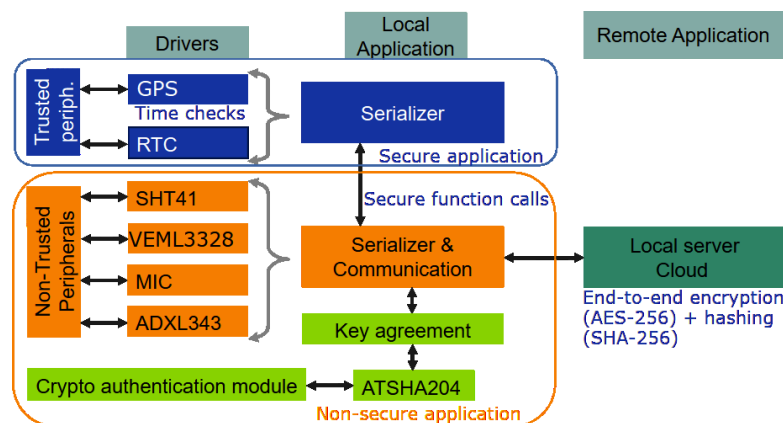 Drivers
Local
Application
Remote Application
Trusted
periph.
GPS
Time checks
RTC
Serializer
Secure application
Secure function calls
Non-Trusted
Peripherals
SHT41
VEML3328
MIC
ADXL343
Serializer &
Communication
Local server
Cloud
End-to-end encryption
(AES-256) + hashing
(SHA-256)
Key agreement
Crypto authentication module
ATSHA204
Non-secure application